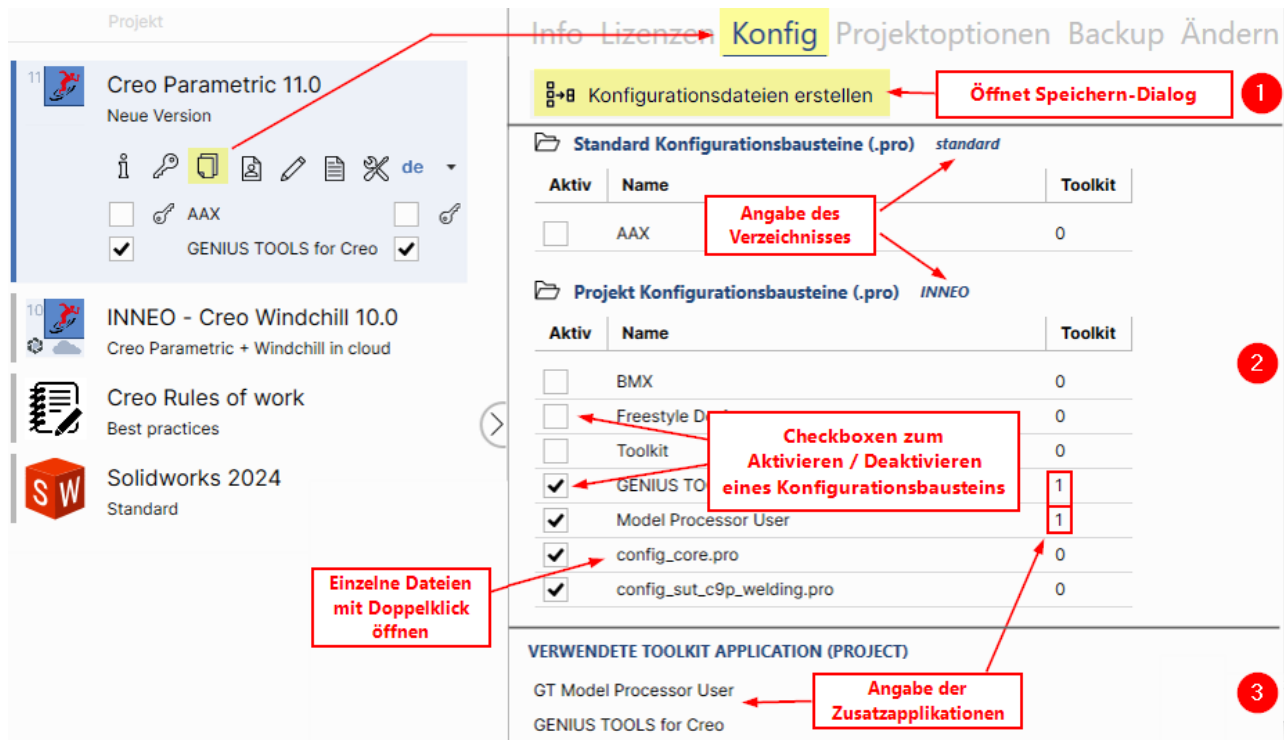 Projekt
Info Lizenzen Konfig Projektoptionen Backup Ändern
11
Creo Parametric 11.0
Neue Version
de
AAX
GENIUS TOOLS for Creo
10
INNEO - Creo Windchill 10.0
Creo Parametric + Windchill in cloud
Creo Rules of work
Best practices
S W
Solidworks 2024
Standard
Einzelne Dateien
mit Doppelklick
öffnen
Konfigurationsdateien erstellen
Öffnet Speichern-Dialog
1
Standard Konfigurationsbausteine (.pro) standard
Aktiv Name Toolkit
Angabe des
Verzeichnisses
AAX 0
Projekt Konfigurationsbausteine (.pro) INNEO
Aktiv Name Toolkit
2
BMX 0
Freestyle 0
Toolkit 0
Checkboxen zum
Aktivieren / Deaktivieren
eines Konfigurationsbausteins
GENIUS 1
Model Processor User 1
config_core.pro 0
config_sut_c9p_welding.pro 0
VERWENDETE TOOLKIT APPLICATION (PROJECT)
GT Model Processor User
GENIUS TOOLS for Creo
Angabe der
Zusatzapplikationen
3